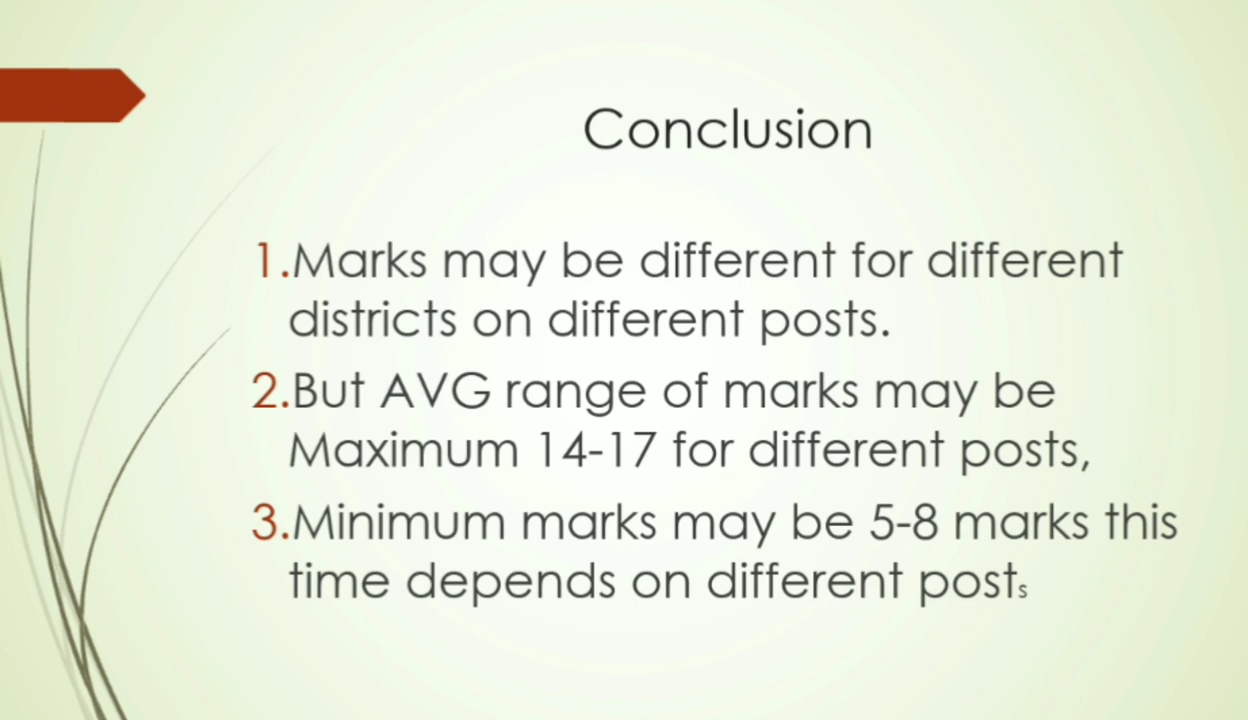 Conclusion
1.Marks may be different for different
districts on different posts.
2.But AVG range of marks may be
Maximum 14-17 for different posts,
3.Minimum marks may be 5-8 marks this
time depends on different posts